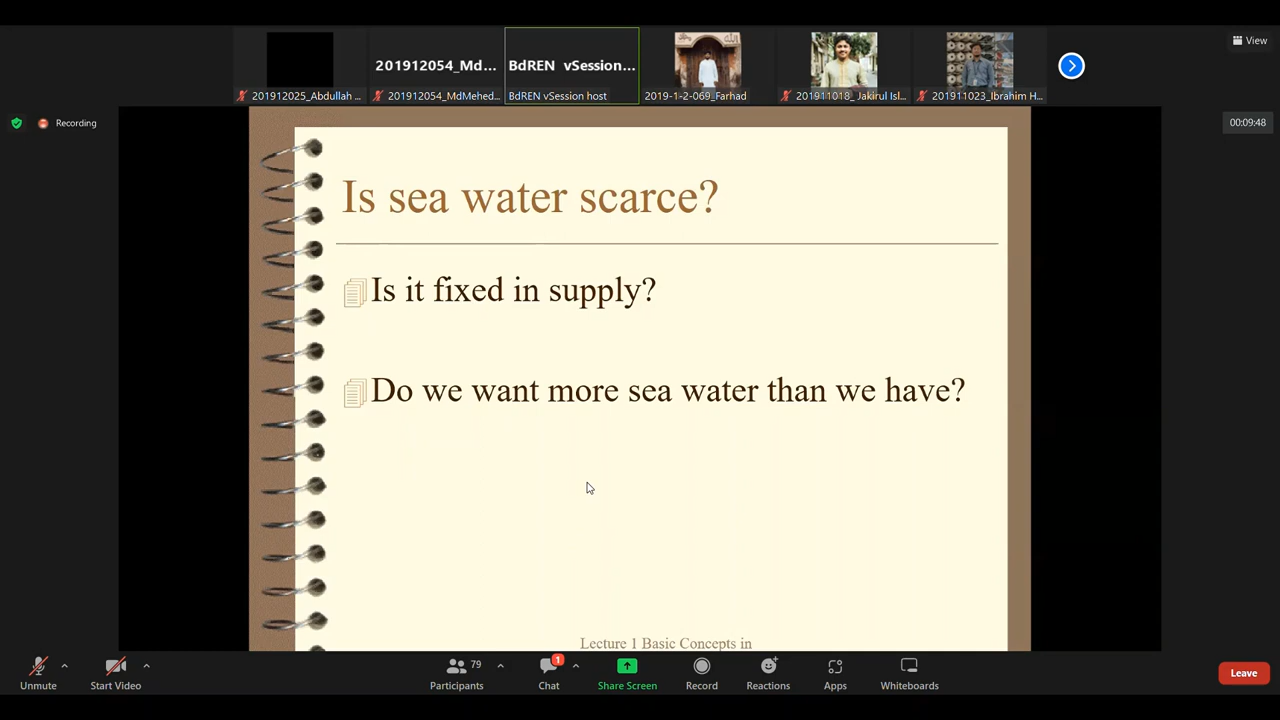 View
201912054_Md...
BdREN vSession...
201912025_Abdullah ...
201912054_MdMehed...
BdREN vSession host
2019-1-2-069_Farhad
201911018_ Jakirul Isl...
201911023_Ibrahim H...
Recording
00:09:48
Is sea water scarce?
Is it fixed in supply?
Do we want more sea water than we have?
Lecture 1 Basic Concepts in
Unmute
Start Video
79
Participants
1
Chat
Share Screen
Record
Reactions
Apps
Whiteboards
Leave